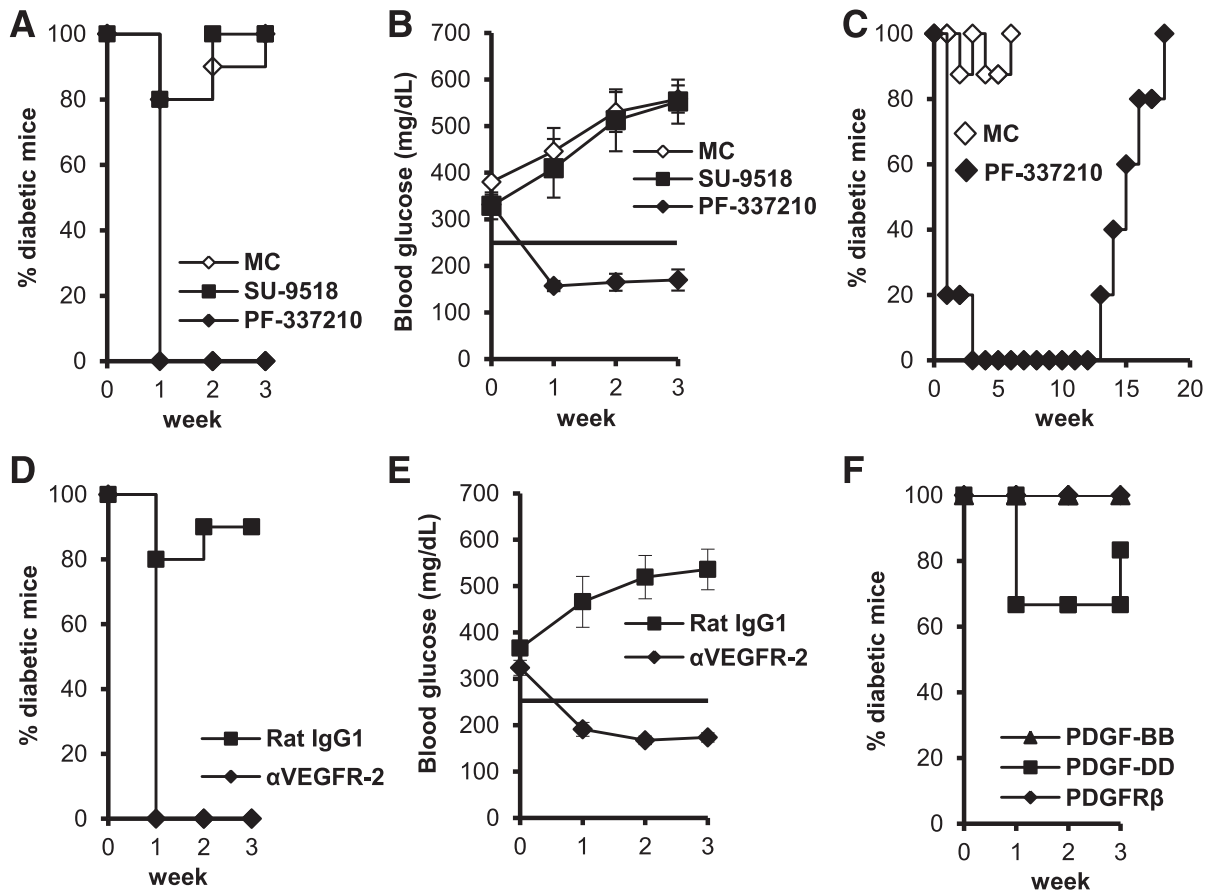 A
% diabetic mice
100
80
60
40
20
0
MC
SU-9518
PF-337210
0 1 2 3
week
B
Blood glucose (mg/dL)
700
600
500
400
300
200
100
0
MC
SU-9518
PF-337210
0 1 2 3
week
C
% diabetic mice
100
80
60
40
20
0
MC
PF-337210
0 5 10 15 20
week
D
% diabetic mice
100
80
60
40
20
0
Rat IgG1
αVEGFR-2
0 1 2 3
week
E
Blood glucose (mg/dL)
700
600
500
400
300
200
100
0
Rat IgG1
αVEGFR-2
0 1 2 3
week
F
% diabetic mice
100
80
60
40
20
0
PDGF-BB
PDGF-DD
PDGFRβ
0 1 2 3
week